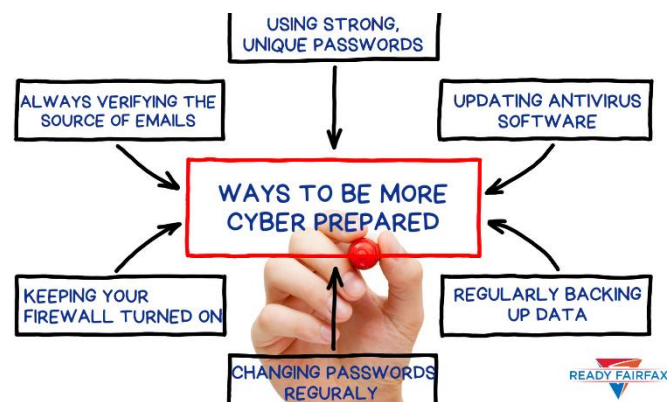 USING STRONG,
UNIQUE PASSWORDS
ALWAYS VERIFYING THE
SOURCE OF EMAILS
UPDATING ANTIVIRUS
SOFTWARE
WAYS TO BE MORE
CYBER PREPARED
KEEPING YOUR
FIREWALL TURNED ON
REGULARLY BACKING
UP DATA
CHANGING PASSWORDS
REGURALY
READY FAIRFAX